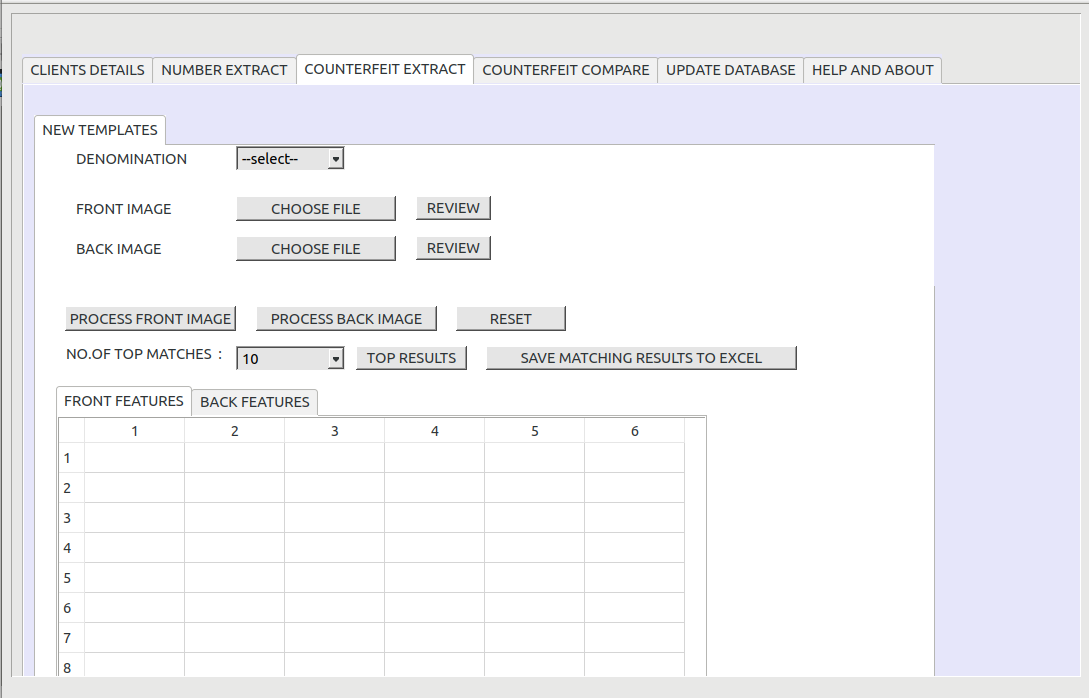 CLIENTS DETAILS NUMBER EXTRACT COUNTERFEIT EXTRACT COUNTERFEIT COMPARE UPDATE DATABASE HELP AND ABOUT
NEW TEMPLATES
DENOMINATION --select--
FRONT IMAGE CHOOSE FILE REVIEW
BACK IMAGE CHOOSE FILE REVIEW
PROCESS FRONT IMAGE PROCESS BACK IMAGE RESET
NO.OF TOP MATCHES : 10 TOP RESULTS SAVE MATCHING RESULTS TO EXCEL
FRONT FEATURES BACK FEATURES
1 2 3 4 5 6
1
2
3
4
5
6
7
8